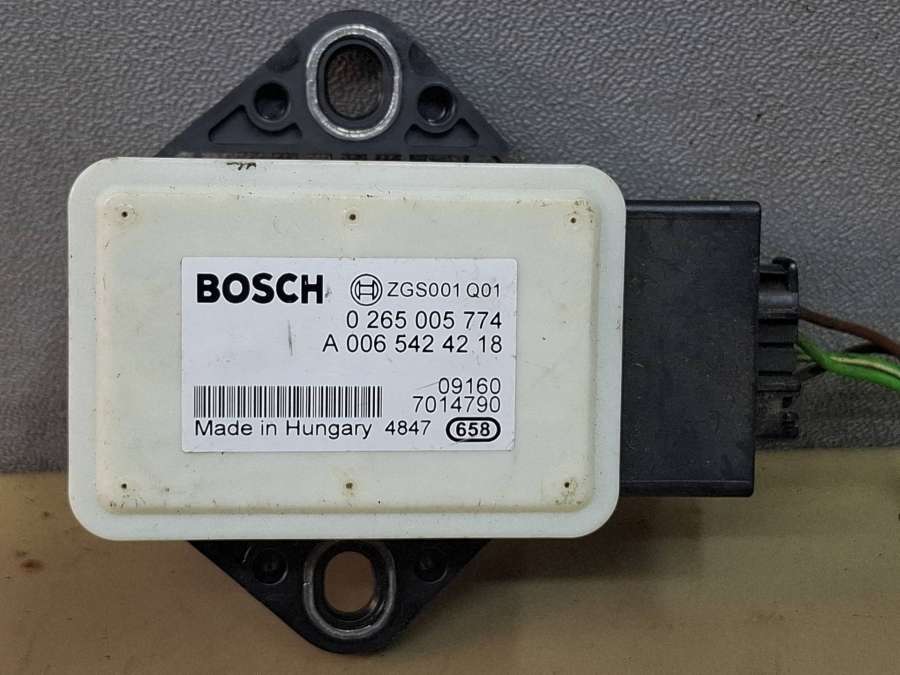 BOSCH ZGS001 Q01
0 265 005 774
A 006 542 42 18
09160
7014790
Made in Hungary 4847 658